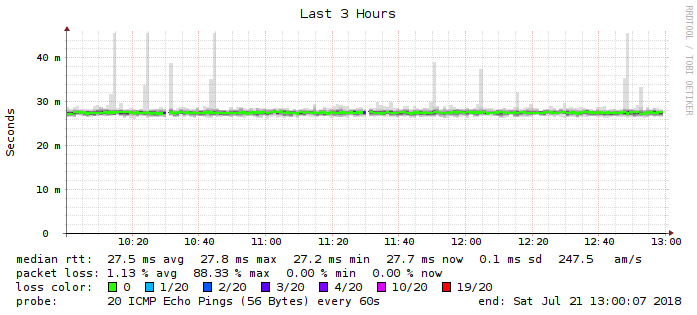 Last 3 Hours
RRDTOOL / TOBI OETIKER
Seconds
40 m
30 m
20 m
10 m
0
10:20 10:40 11:00 11:20 11:40 12:00 12:20 12:40 13:00
median rtt: 27.5 ms avg 27.8 ms max 27.2 ms min 27.7 ms now 0.1 ms sd 247.5 am/s
packet loss: 1.13 % avg 88.33 % max 0.00 % min 0.00 % now
loss color: 0 1/20 2/20 3/20 4/20 10/20 19/20
probe: 20 ICMP Echo Pings (56 Bytes) every 60s end: Sat Jul 21 13:00:07 2018